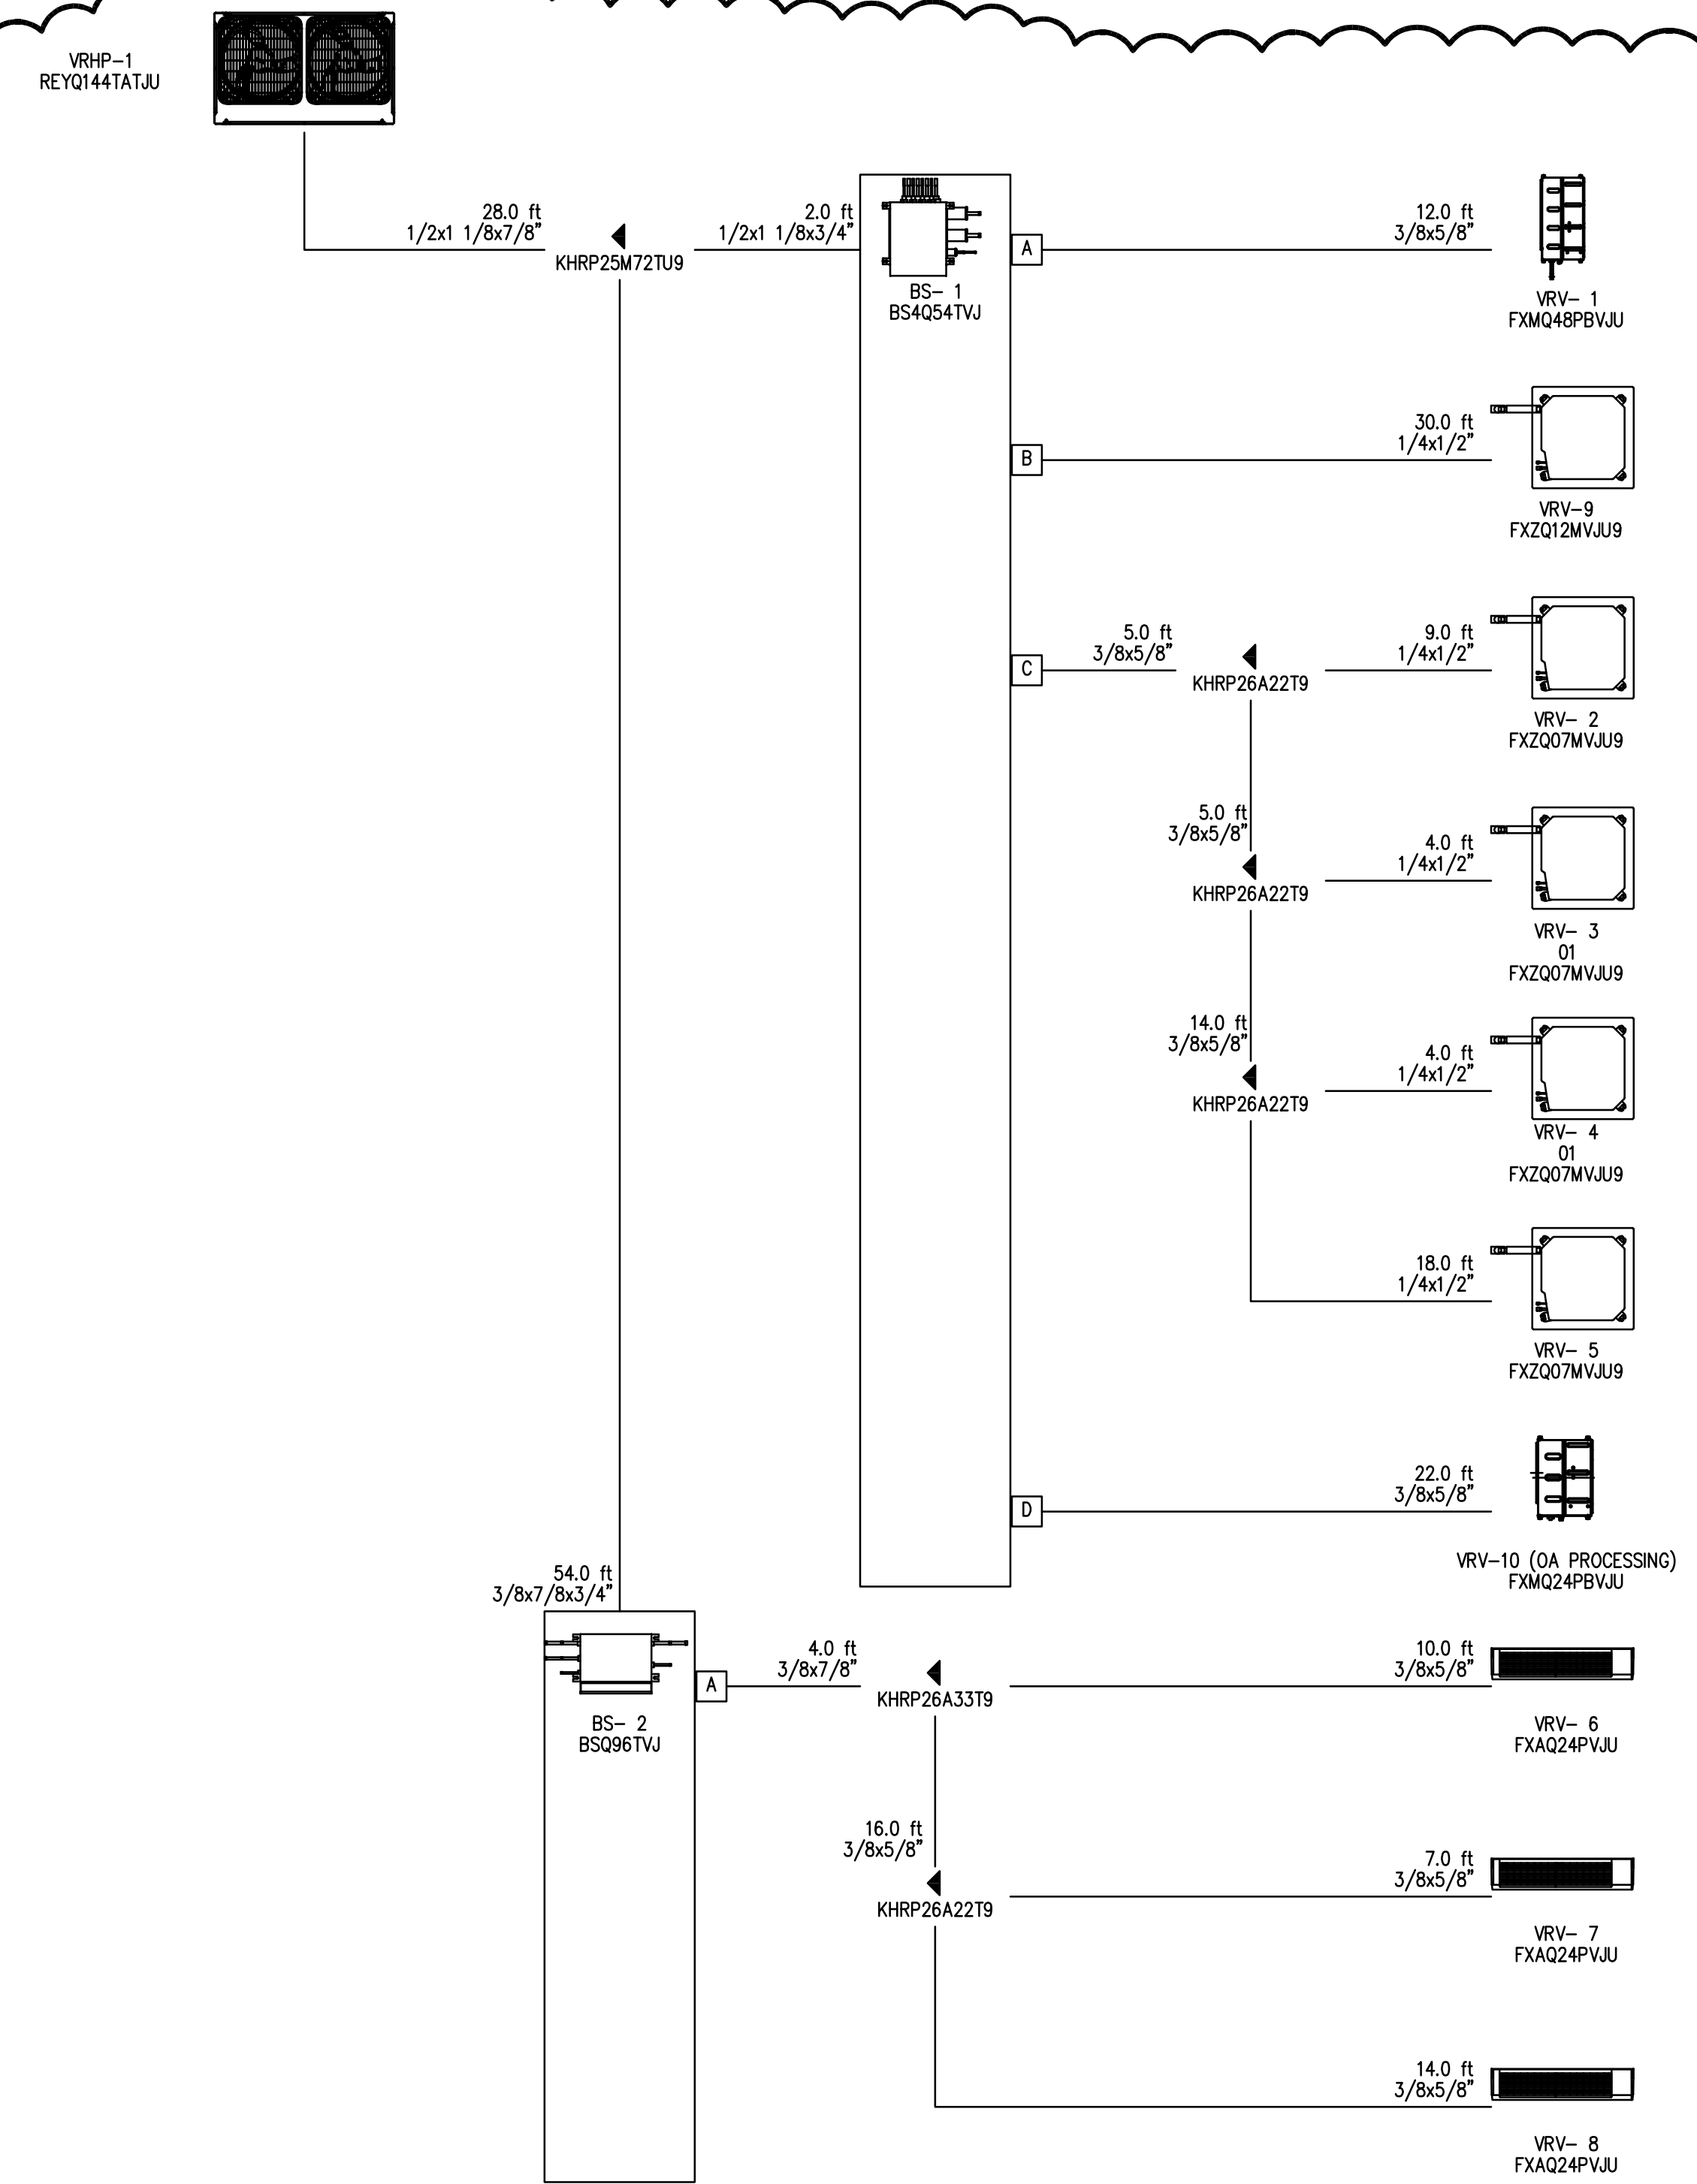 VRHP-1
REYQ144TATJU
28.0 ft
1/2x1 1/8x7/8"
KHRP25M72TU9
2.0 ft
1/2x1 1/8x3/4"
BS- 1
BS4Q54TVJ
A
12.0 ft
3/8x5/8"
VRV- 1
FXMQ48PBVJU
B
30.0 ft
1/4x1/2"
VRV-9
FXZQ12MVJU9
C
5.0 ft
3/8x5/8"
KHRP26A22T9
9.0 ft
1/4x1/2"
VRV- 2
FXZQ07MVJU9
5.0 ft
3/8x5/8"
KHRP26A22T9
4.0 ft
1/4x1/2"
VRV- 3
01
FXZQ07MVJU9
14.0 ft
3/8x5/8"
KHRP26A22T9
4.0 ft
1/4x1/2"
VRV- 4
01
FXZQ07MVJU9
18.0 ft
1/4x1/2"
VRV- 5
FXZQ07MVJU9
D
22.0 ft
3/8x5/8"
VRV-10 (OA PROCESSING)
FXMQ24PBVJU
54.0 ft
3/8x7/8x3/4"
BS- 2
BSQ96TVJ
A
4.0 ft
3/8x7/8"
KHRP26A33T9
10.0 ft
3/8x5/8"
VRV- 6
FXAQ24PVJU
16.0 ft
3/8x5/8"
KHRP26A22T9
7.0 ft
3/8x5/8"
VRV- 7
FXAQ24PVJU
14.0 ft
3/8x5/8"
VRV- 8
FXAQ24PVJU